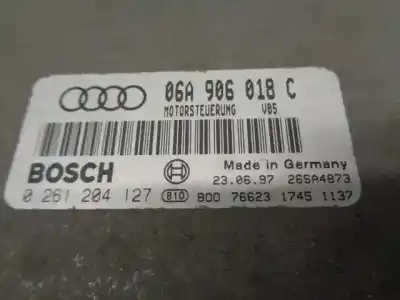 06A 906 018 C
MOTORSTEUERUNG V05
BOSCH
Made in Germany
23.06.97 26SA4873
0 261 204 127 B10 800 76623 1745 1137